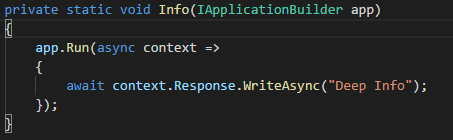 private static void Info(IApplicationBuilder app)
{
    app.Run(async context =>
    {
        await context.Response.WriteAsync("Deep Info");
    });
}